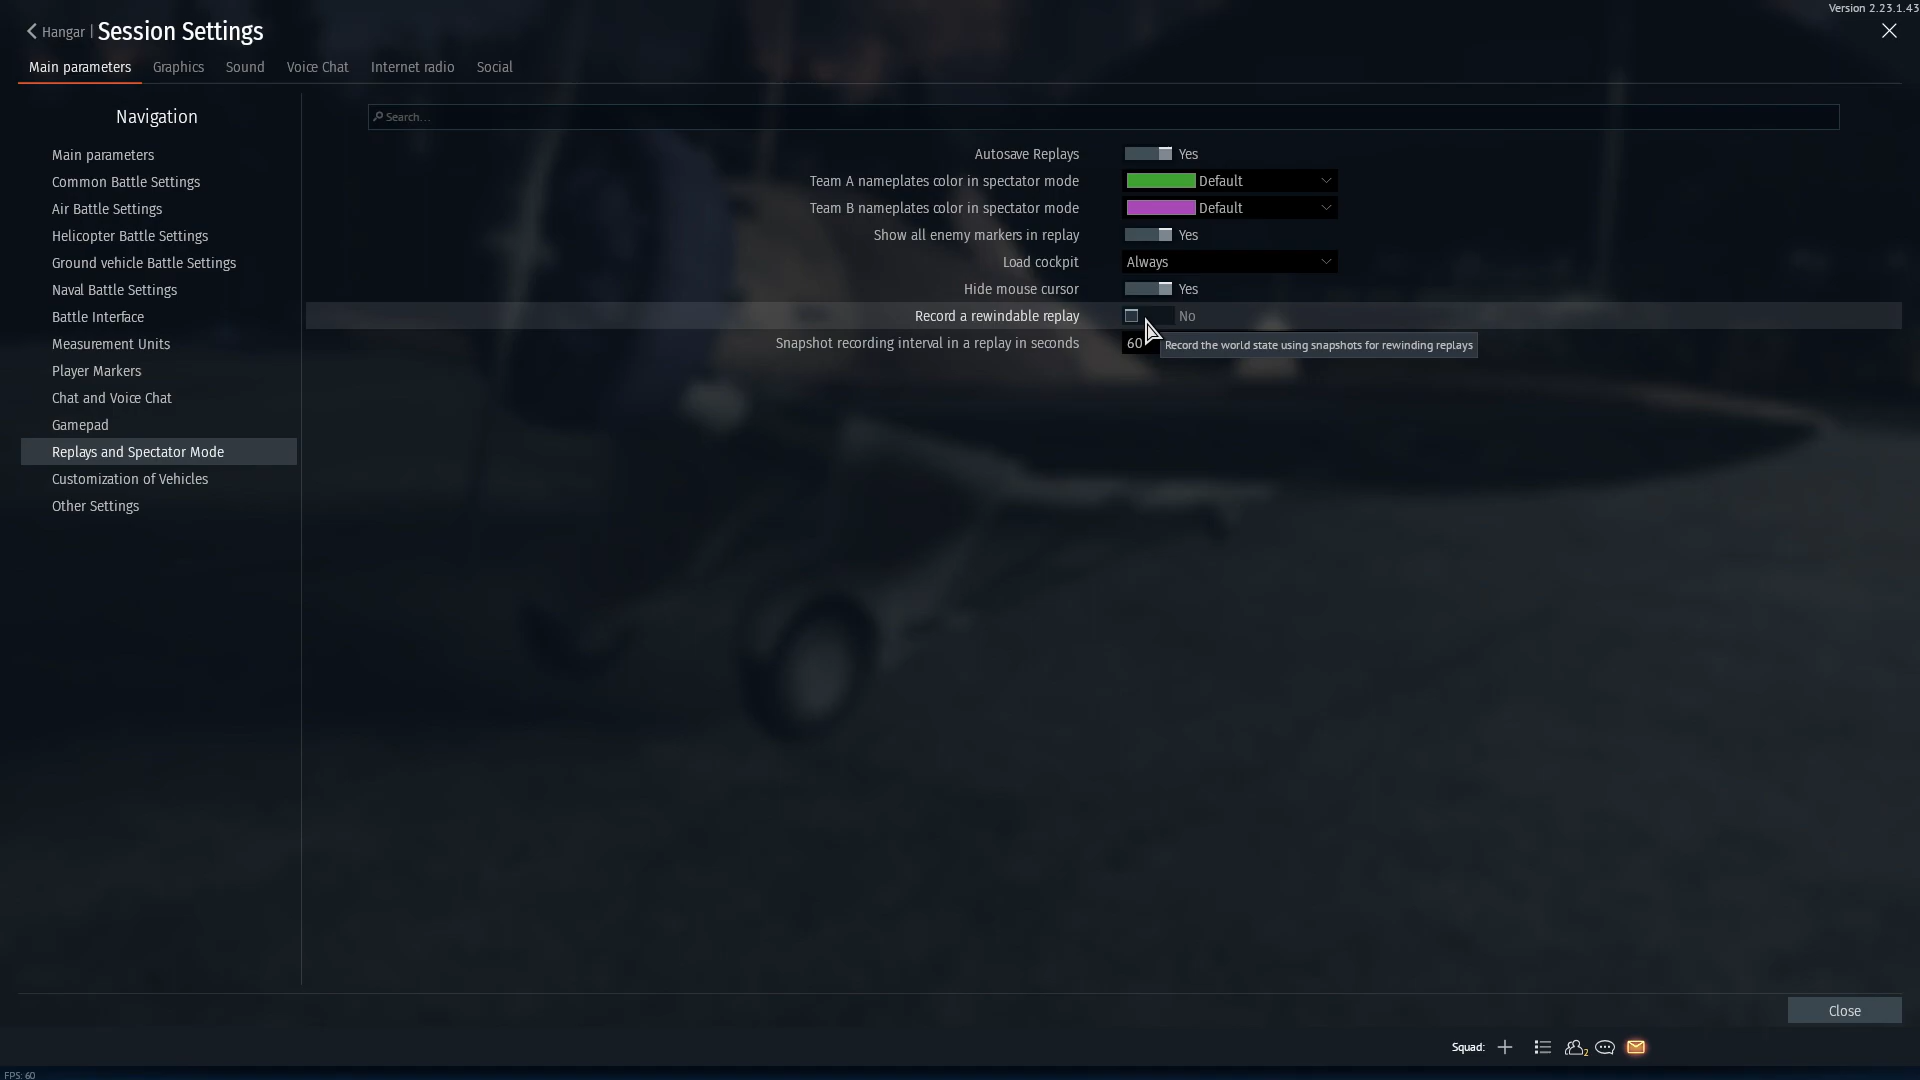 Version 2.23.1.43
Hangar | Session Settings
Main parameters Graphics Sound Voice Chat Internet radio Social
Navigation
Main parameters
Common Battle Settings
Air Battle Settings
Helicopter Battle Settings
Ground vehicle Battle Settings
Naval Battle Settings
Battle Interface
Measurement Units
Player Markers
Chat and Voice Chat
Gamepad
Replays and Spectator Mode
Customization of Vehicles
Other Settings
Search...
Autosave Replays Yes
Team A nameplates color in spectator mode Default
Team B nameplates color in spectator mode Default
Show all enemy markers in replay Yes
Load cockpit Always
Hide mouse cursor Yes
Record a rewindable replay No
Snapshot recording interval in a replay in seconds 60
Record the world state using snapshots for rewinding replays
Close
Squad: 2
FPS: 60